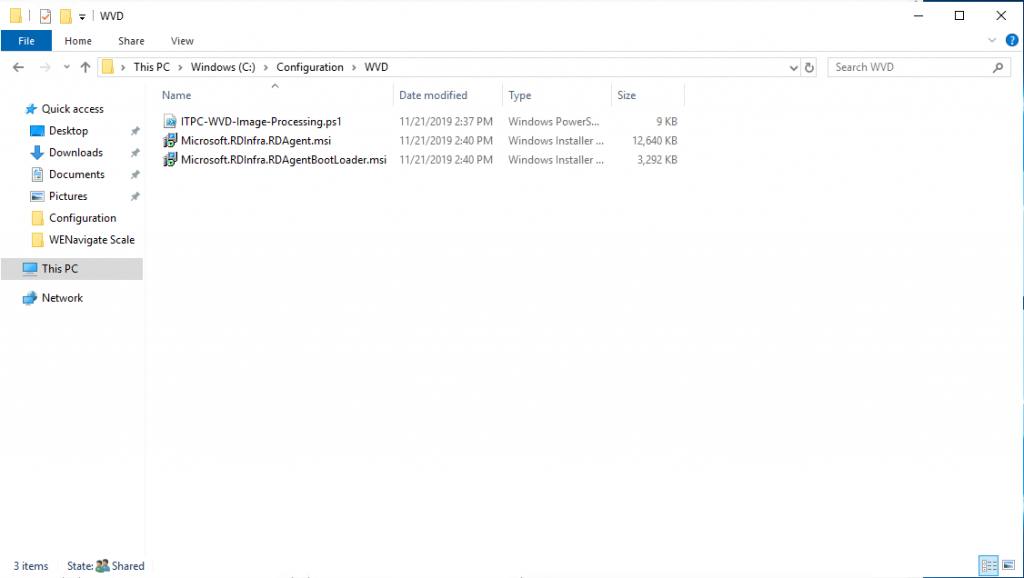 WVD
File Home Share View
This PC Windows (C:) Configuration WVD Search WVD
Name Date modified Type Size
Quick access
Desktop
Downloads
Documents
Pictures
Configuration
WENavigate Scale
This PC
Network
ITPC-WVD-Image-Processing.ps1 11/21/2019 2:37 PM Windows PowerS... 9 KB
Microsoft.RDInfra.RDAgent.msi 11/21/2019 2:40 PM Windows Installer ... 12,640 KB
Microsoft.RDInfra.RDAgentBootLoader.msi 11/21/2019 2:40 PM Windows Installer ... 3,292 KB
3 items State: Shared